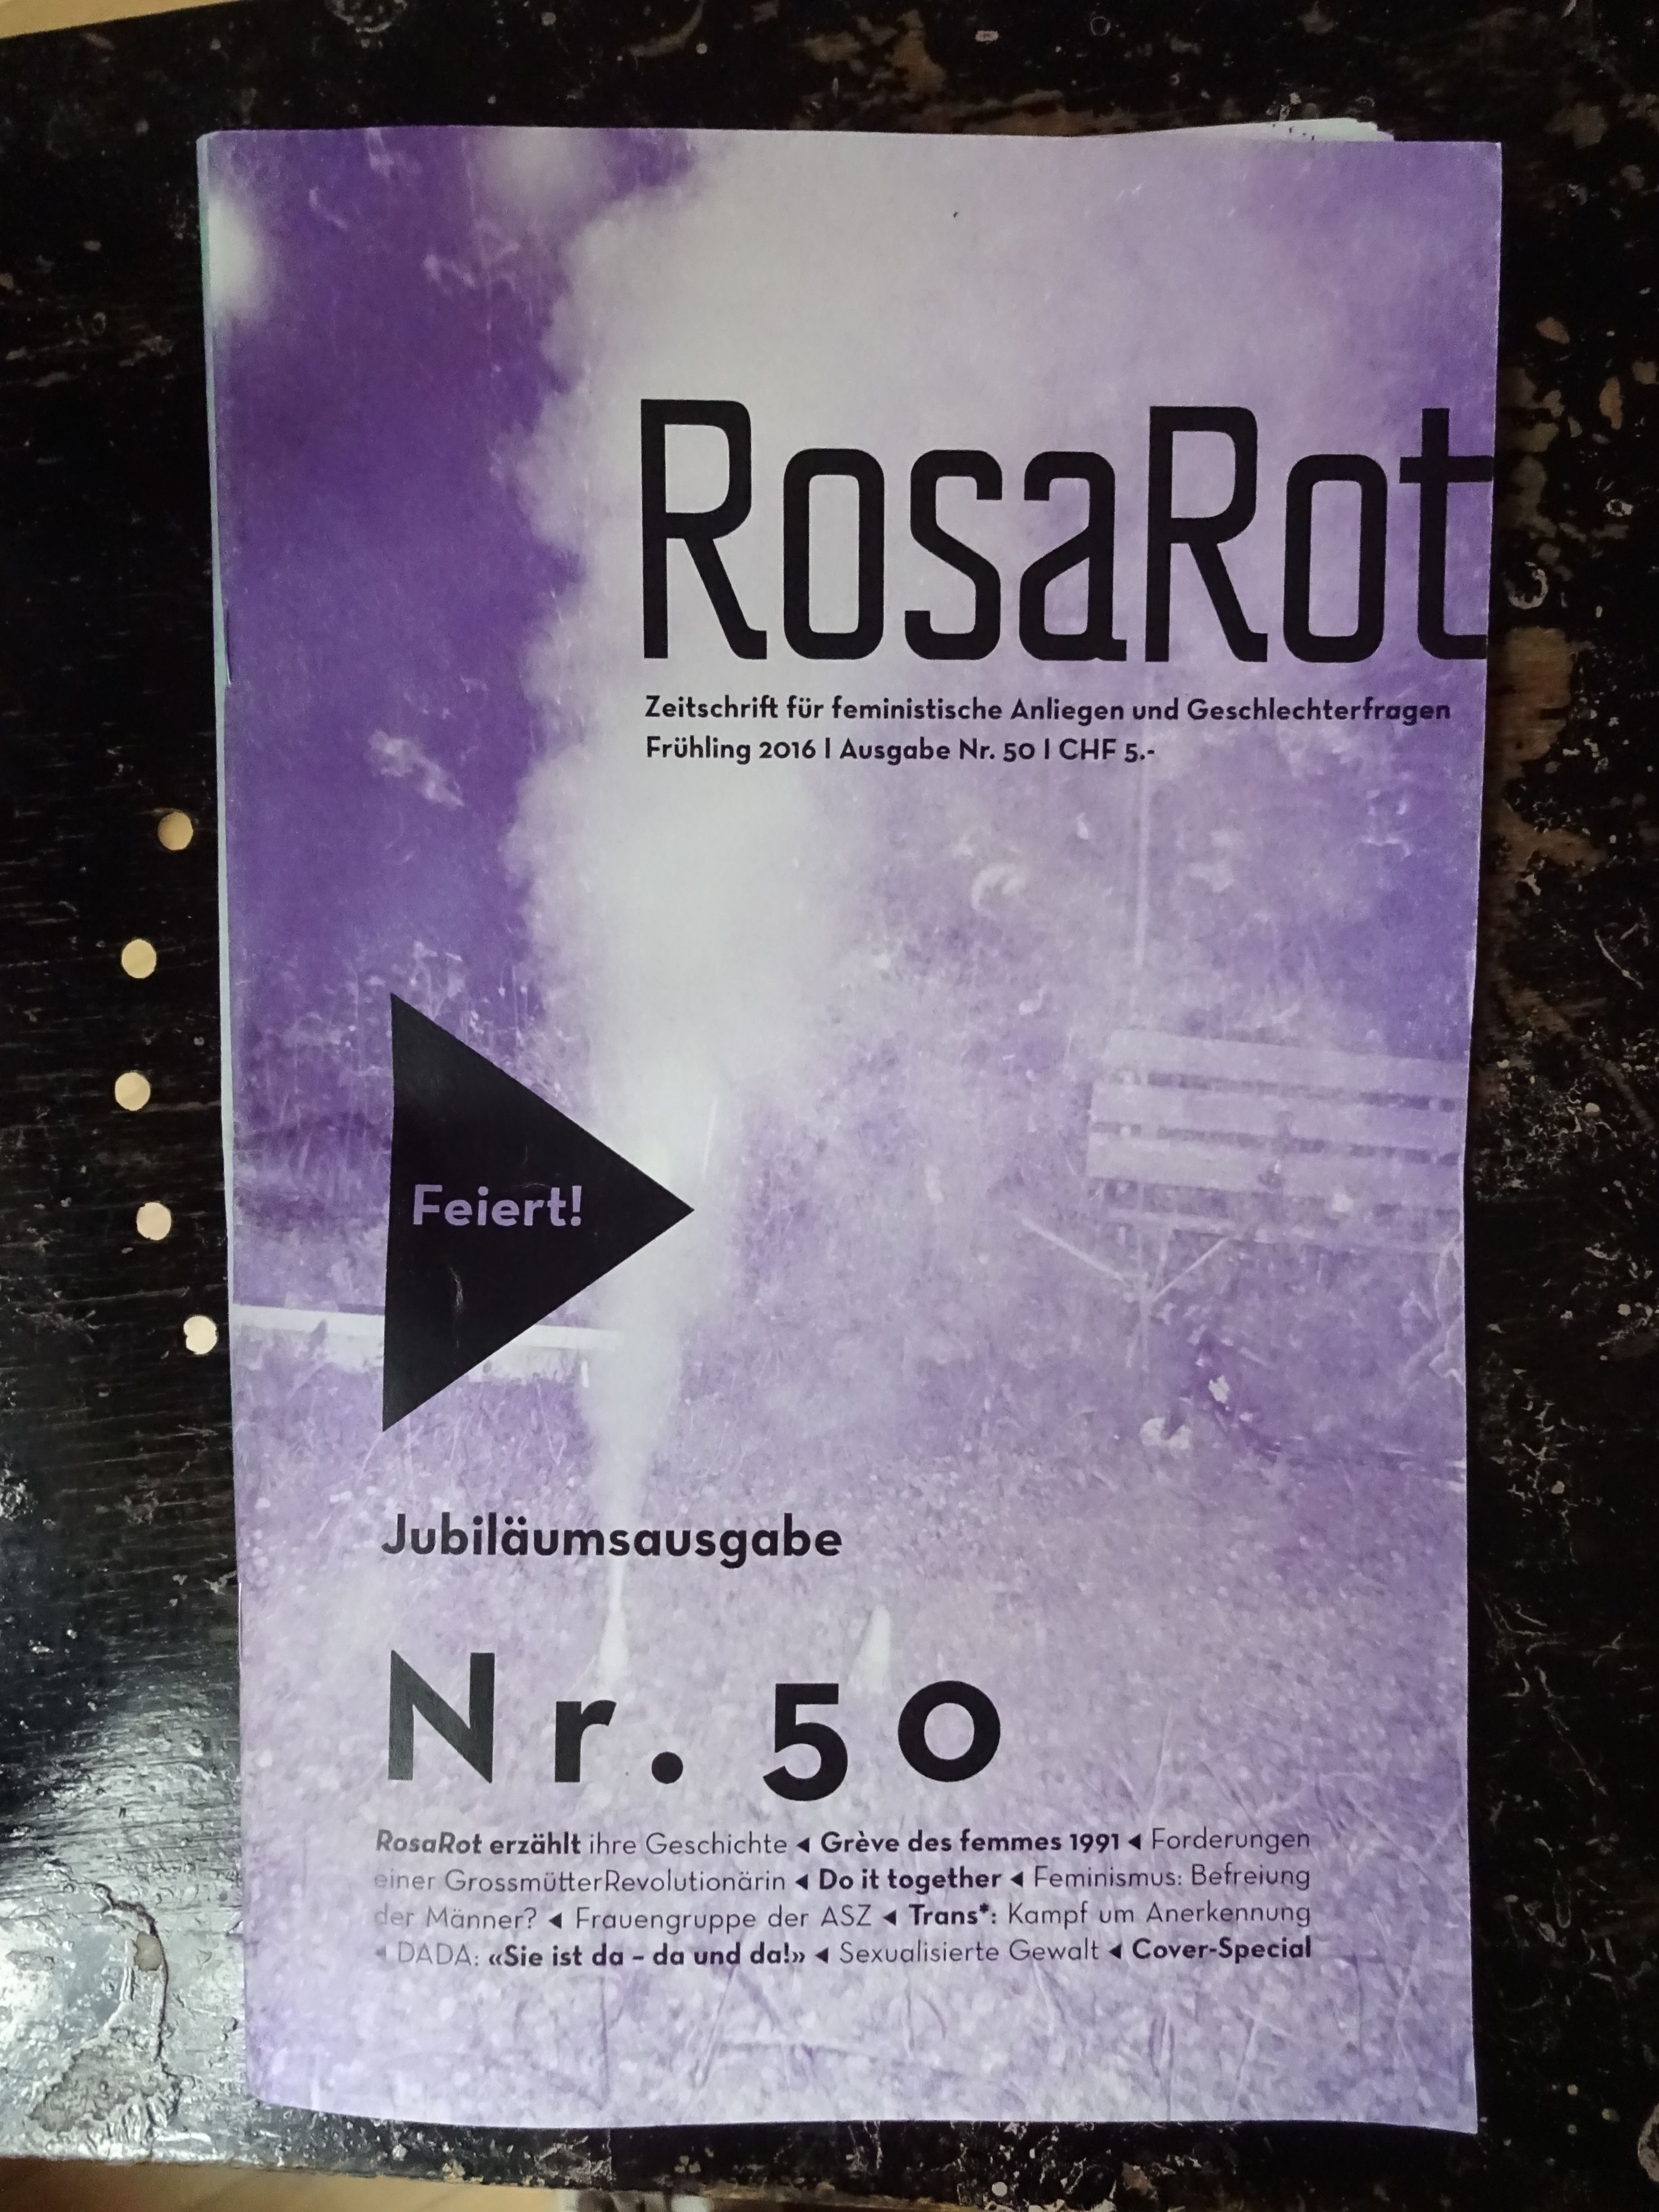 RosaRot
Zeitschrift für feministische Anliegen und Geschlechterfragen
Frühling 2016 | Ausgabe Nr. 50 | CHF 5.-
Feiert!
Jubiläumsausgabe
Nr. 50
RosaRot erzählt ihre Geschichte ◂ Grève des femmes 1991 ◂ Forderungen
einer GrossmütterRevolutionärin ◂ Do it together ◂ Feminismus: Befreiung
der Männer? ◂ Frauengruppe der ASZ ◂ Trans*: Kampf um Anerkennung
◂ DADA: «Sie ist da – da und da!» ◂ Sexualisierte Gewalt ◂ Cover-Special